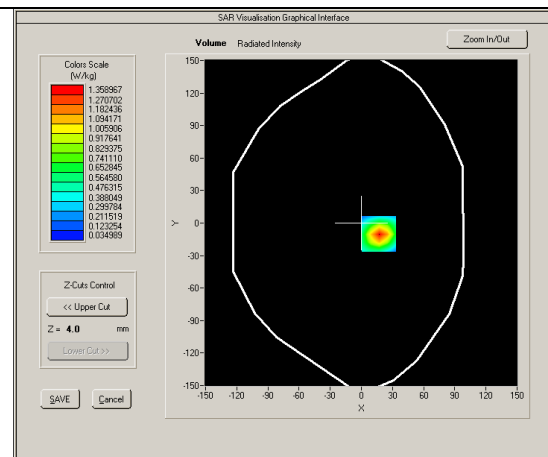 SAR Visualisation Graphical Interface
Volume Radiated Intensity
Zoom In/Out
Colors Scale
(W/kg)
1.358967
1.270702
1.182436
1.094171
1.005906
0.917641
0.829375
0.741110
0.652845
0.564580
0.476315
0.388049
0.299784
0.211519
0.123254
0.034989
Z-Cuts Control
<< Upper Cut
Z = 4.0 mm
Lower Cut >>
SAVE Cancel
150
120
90
60
30
0
-30
-60
-90
-120
-150
Y
-150 -120 -90 -60 -30 0 30 60 90 120 150
X